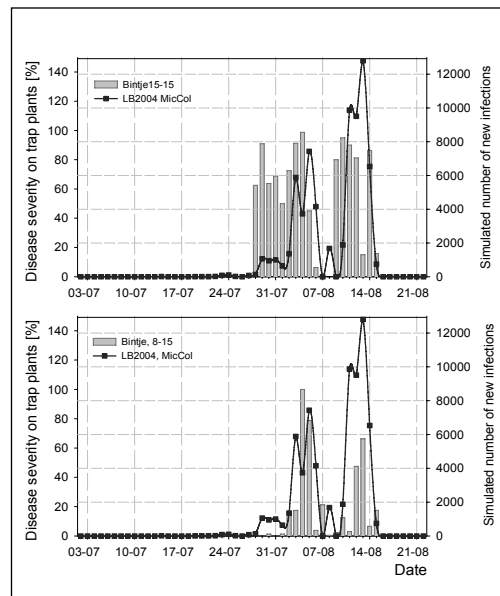 Disease severity on trap plants [%]
140
120
100
80
60
40
20
0
Bintje15-15
LB2004 MicCol
12000
10000
8000
6000
4000
2000
0
Simulated number of new infections
03-07 10-07 17-07 24-07 31-07 07-08 14-08 21-08
Disease severity on trap plants [%]
140
120
100
80
60
40
20
0
Bintje, 8-15
LB2004, MicCol
12000
10000
8000
6000
4000
2000
0
Simulated number of new infections
03-07 10-07 17-07 24-07 31-07 07-08 14-08 21-08
Date